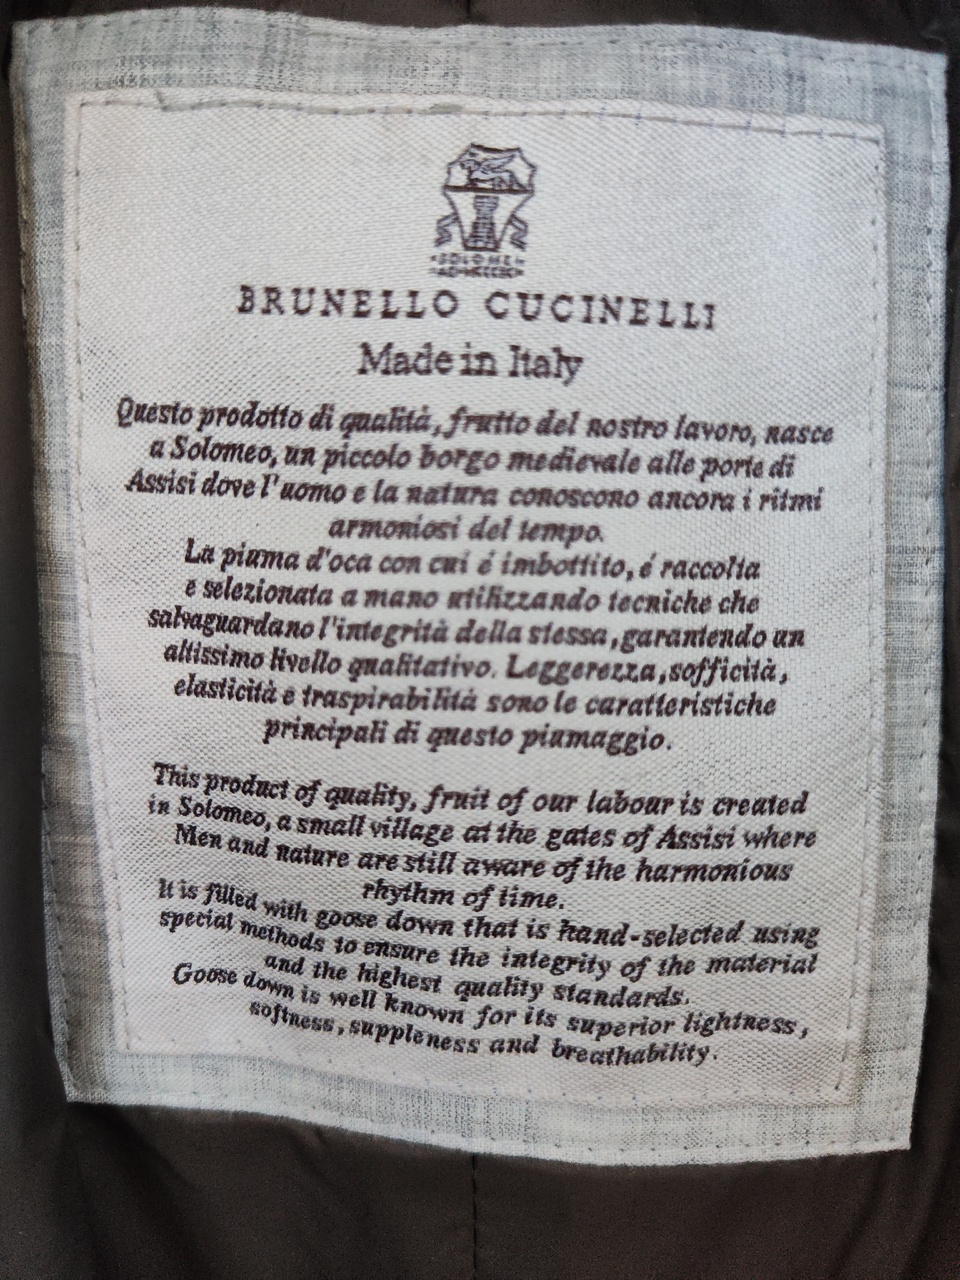 BRUNELLO CUCINELLI
Made in Italy
Questo prodotto di qualità, frutto del nostro lavoro, nasce
a Solomeo, un piccolo borgo medievale alle porte di
Assisi dove l'uomo e la natura conoscono ancora i ritmi
armoniosi del tempo.
La piuma d'oca con cui é imbottito, é raccolta
e selezionata a mano utilizzando tecniche che
salvaguardano l'integrità della stessa, garantendo un
altissimo livello qualitativo. Leggerezza, sofficità,
elasticità e traspirabilità sono le caratteristiche
principali di questo piumaggio.
This product of quality, fruit of our labour is created
in Solomeo, a small village at the gates of Assisi where
Men and nature are still aware of the harmonious
rhythm of time.
It is filled with goose down that is hand-selected using
special methods to ensure the integrity of the material
and the highest quality standards.
Goose down is well known for its superior lightness,
softness, suppleness and breathability.